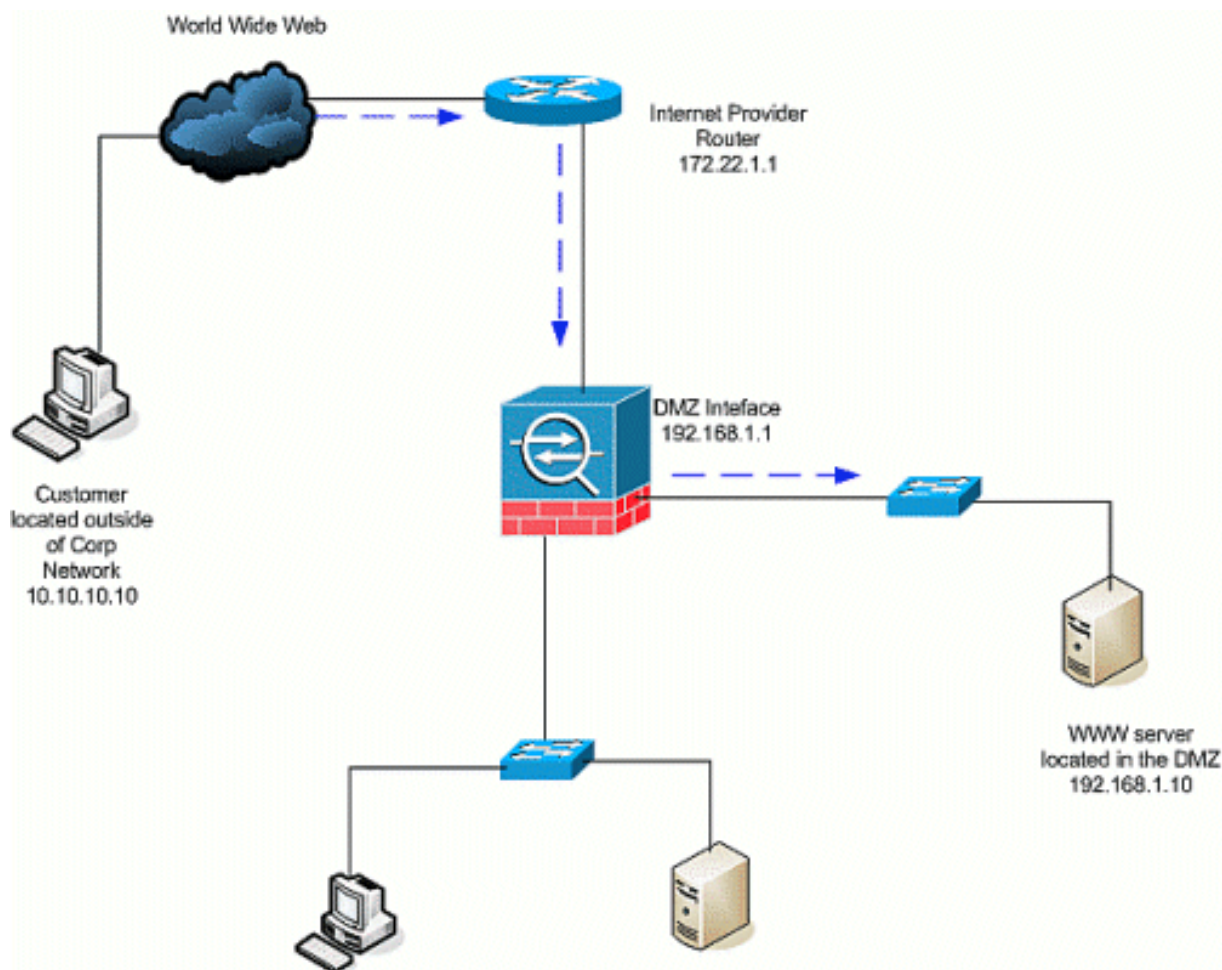 World Wide Web
Internet Provider
Router
172.22.1.1
DMZ Inteface
192.168.1.1
Customer
located outside
of Corp
Network
10.10.10.10
WWW server
located in the DMZ
192.168.1.10